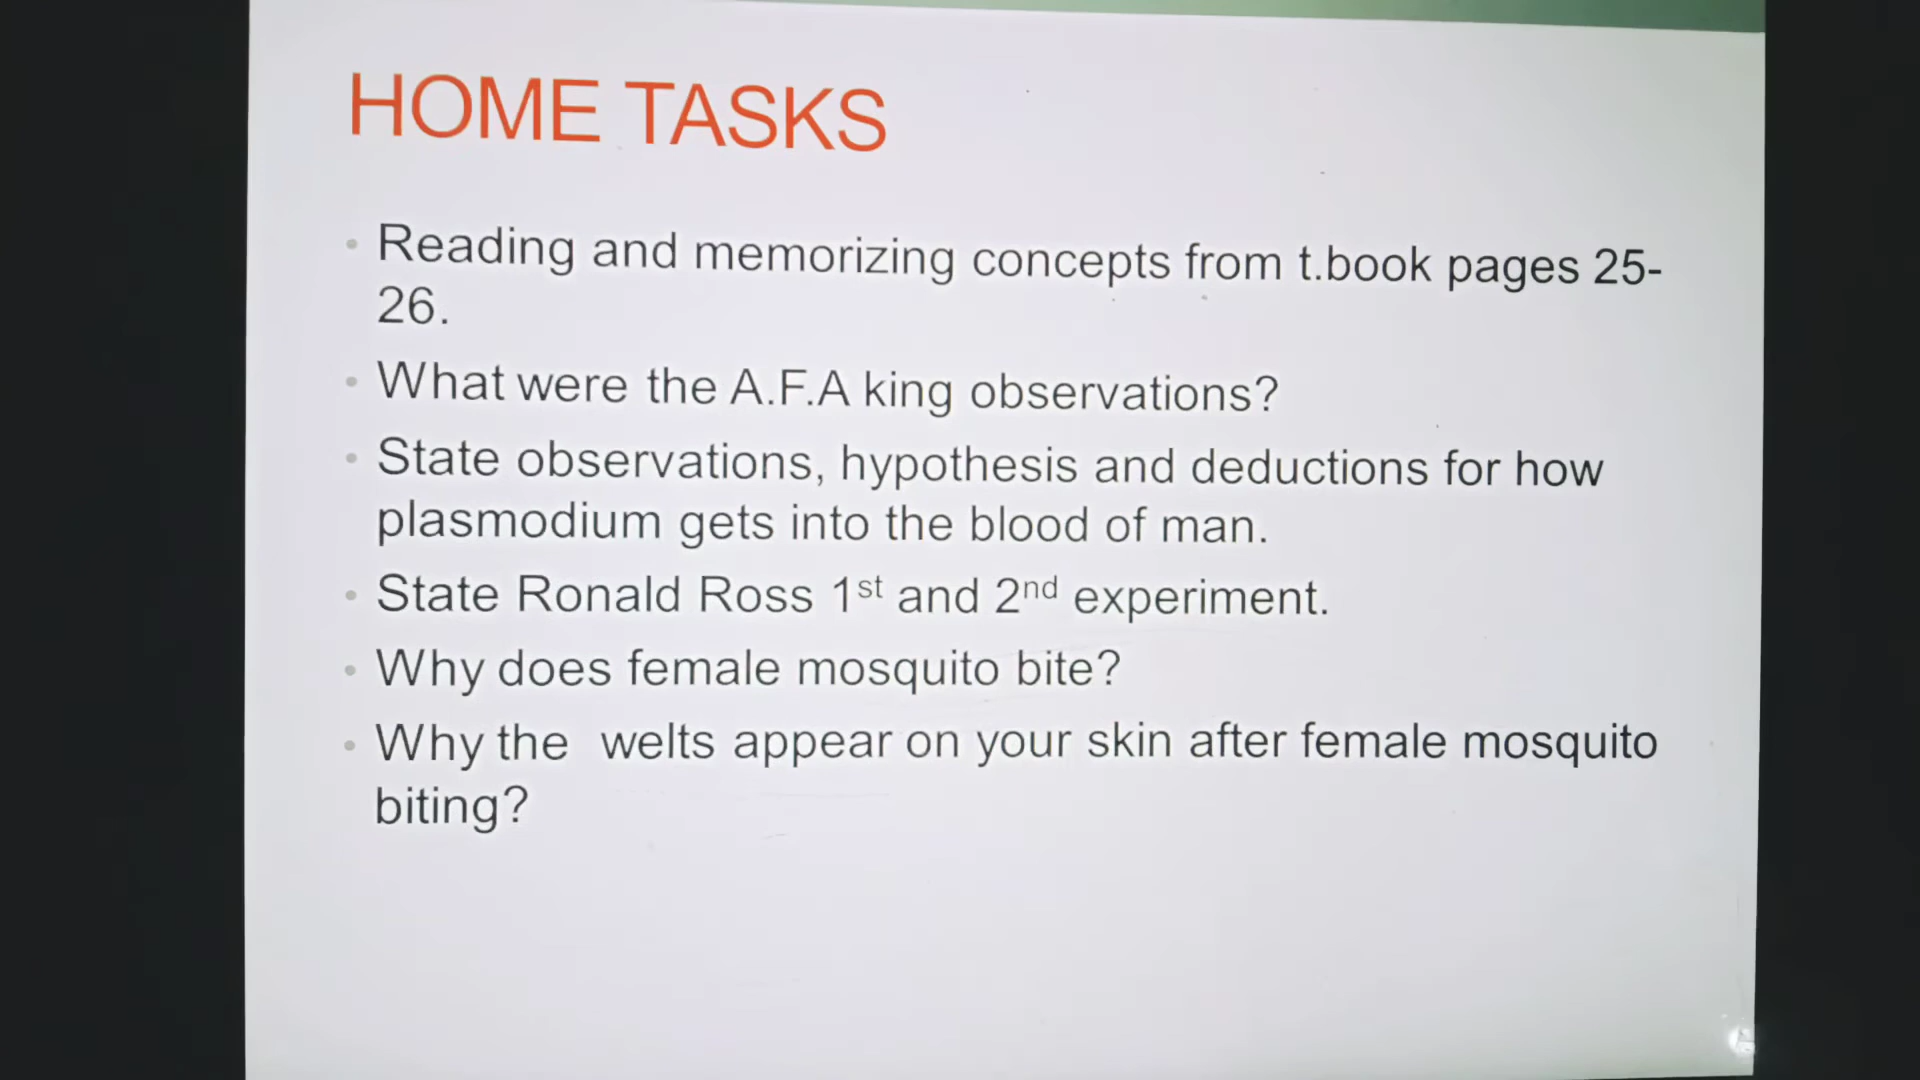 HOME TASKS
• Reading and memorizing concepts from t.book pages 25-
26.
• What were the A.F.A king observations?
• State observations, hypothesis and deductions for how
plasmodium gets into the blood of man.
• State Ronald Ross 1st and 2nd experiment.
• Why does female mosquito bite?
• Why the  welts appear on your skin after female mosquito
biting?